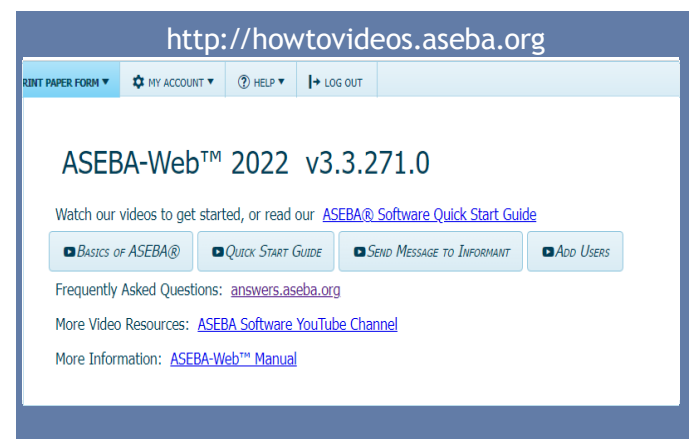 http://howtovideos.aseba.org
RINT PAPER FORM ▼ MY ACCOUNT ▼ ? HELP ▼ LOG OUT
ASEBA-Web™ 2022 v3.3.271.0
Watch our videos to get started, or read our ASEBA® Software Quick Start Guide
BASICS OF ASEBA® QUICK START GUIDE SEND MESSAGE TO INFORMANT ADD USERS
Frequently Asked Questions: answers.aseba.org
More Video Resources: ASEBA Software YouTube Channel
More Information: ASEBA-Web™ Manual